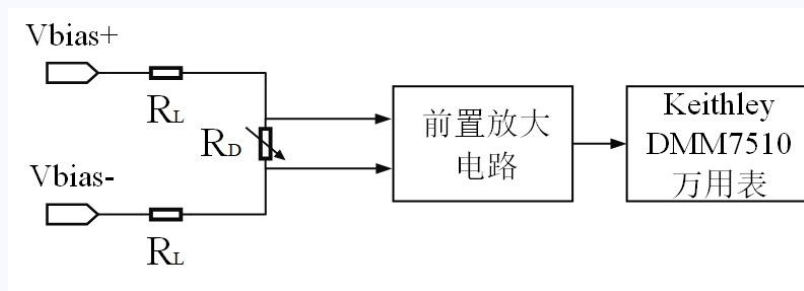 Vbias+
RL
RD
Vbias-
RL
前置放大
电路
Keithley
DMM7510
万用表